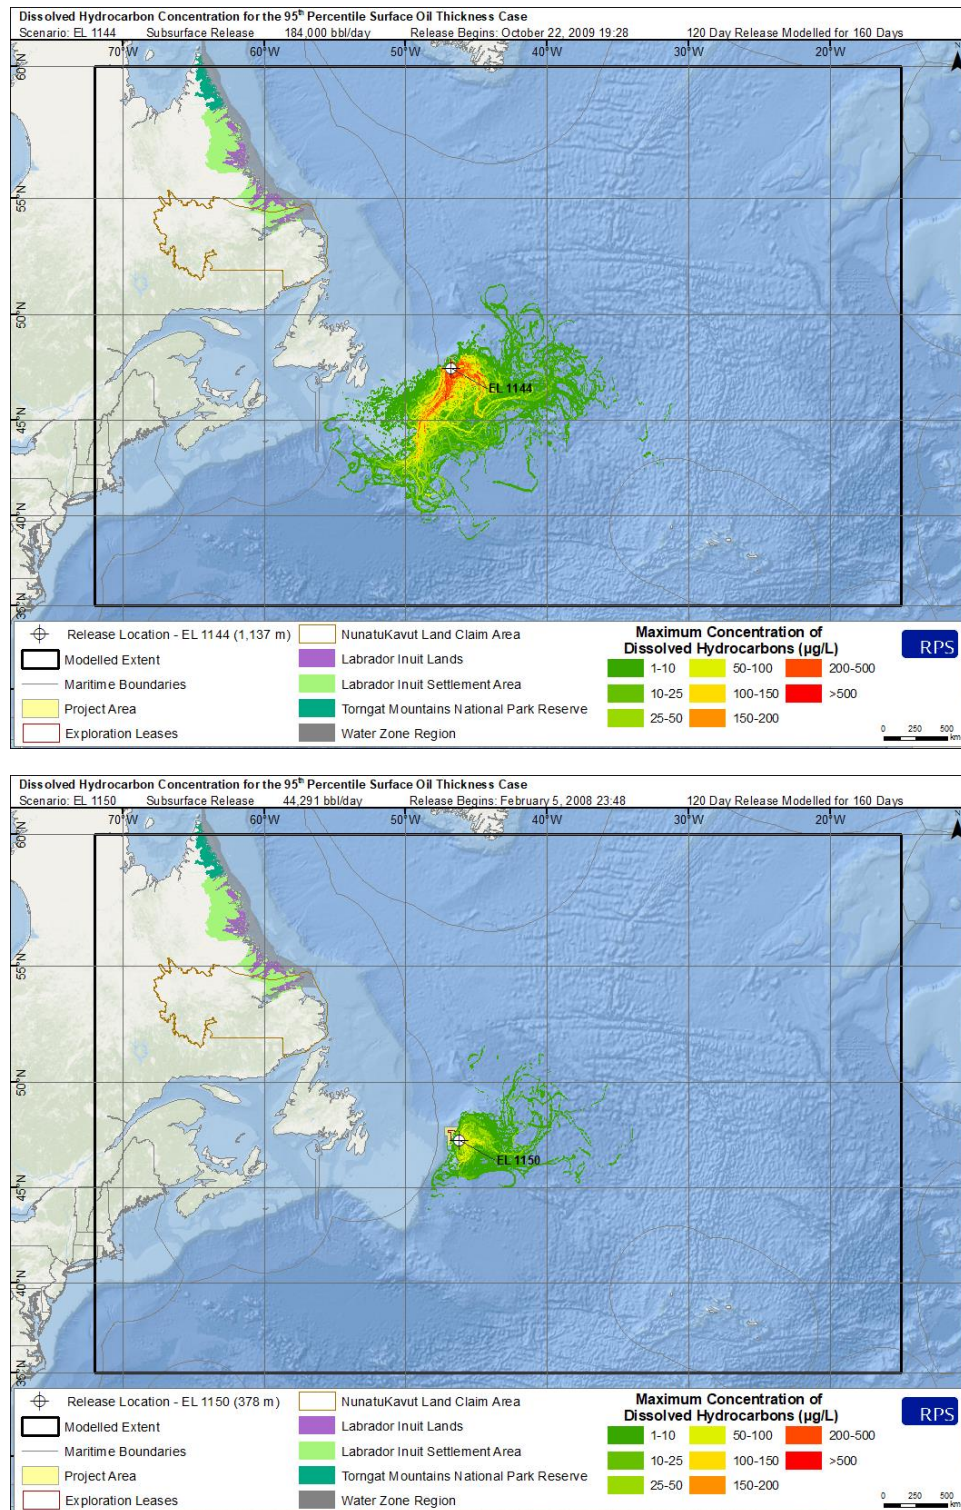 Dissolved Hydrocarbon Concentration for the 95th Percentile Surface Oil Thickness Case
Scenario: EL 1144 Subsurface Release 184,000 bbl/day Release Begins: October 22, 2009 19:28 120 Day Release Modelled for 160 Days
70°W 60°W 50°W 40°W 30°W 20°W
60°N
55°N
50°N
EL 1144
45°N
40°N
35°N
Release Location - EL 1144 (1,137 m)
Modelled Extent
Maritime Boundaries
Project Area
Exploration Leases
NunatuKavut Land Claim Area
Labrador Inuit Lands
Labrador Inuit Settlement Area
Torngat Mountains National Park Reserve
Water Zone Region
Maximum Concentration of
Dissolved Hydrocarbons (µg/L)
1-10 50-100 200-500
10-25 100-150 >500
25-50 150-200
RPS
0 250 500
km
Dissolved Hydrocarbon Concentration for the 95th Percentile Surface Oil Thickness Case
Scenario: EL 1150 Subsurface Release 44,291 bbl/day Release Begins: February 5, 2008 23:48 120 Day Release Modelled for 160 Days
70°W 60°W 50°W 40°W 30°W 20°W
60°N
55°N
50°N
EL 1150
45°N
40°N
35°N
Release Location - EL 1150 (378 m)
Modelled Extent
Maritime Boundaries
Project Area
Exploration Leases
NunatuKavut Land Claim Area
Labrador Inuit Lands
Labrador Inuit Settlement Area
Torngat Mountains National Park Reserve
Water Zone Region
Maximum Concentration of
Dissolved Hydrocarbons (µg/L)
1-10 50-100 200-500
10-25 100-150 >500
25-50 150-200
RPS
0 250 500
km